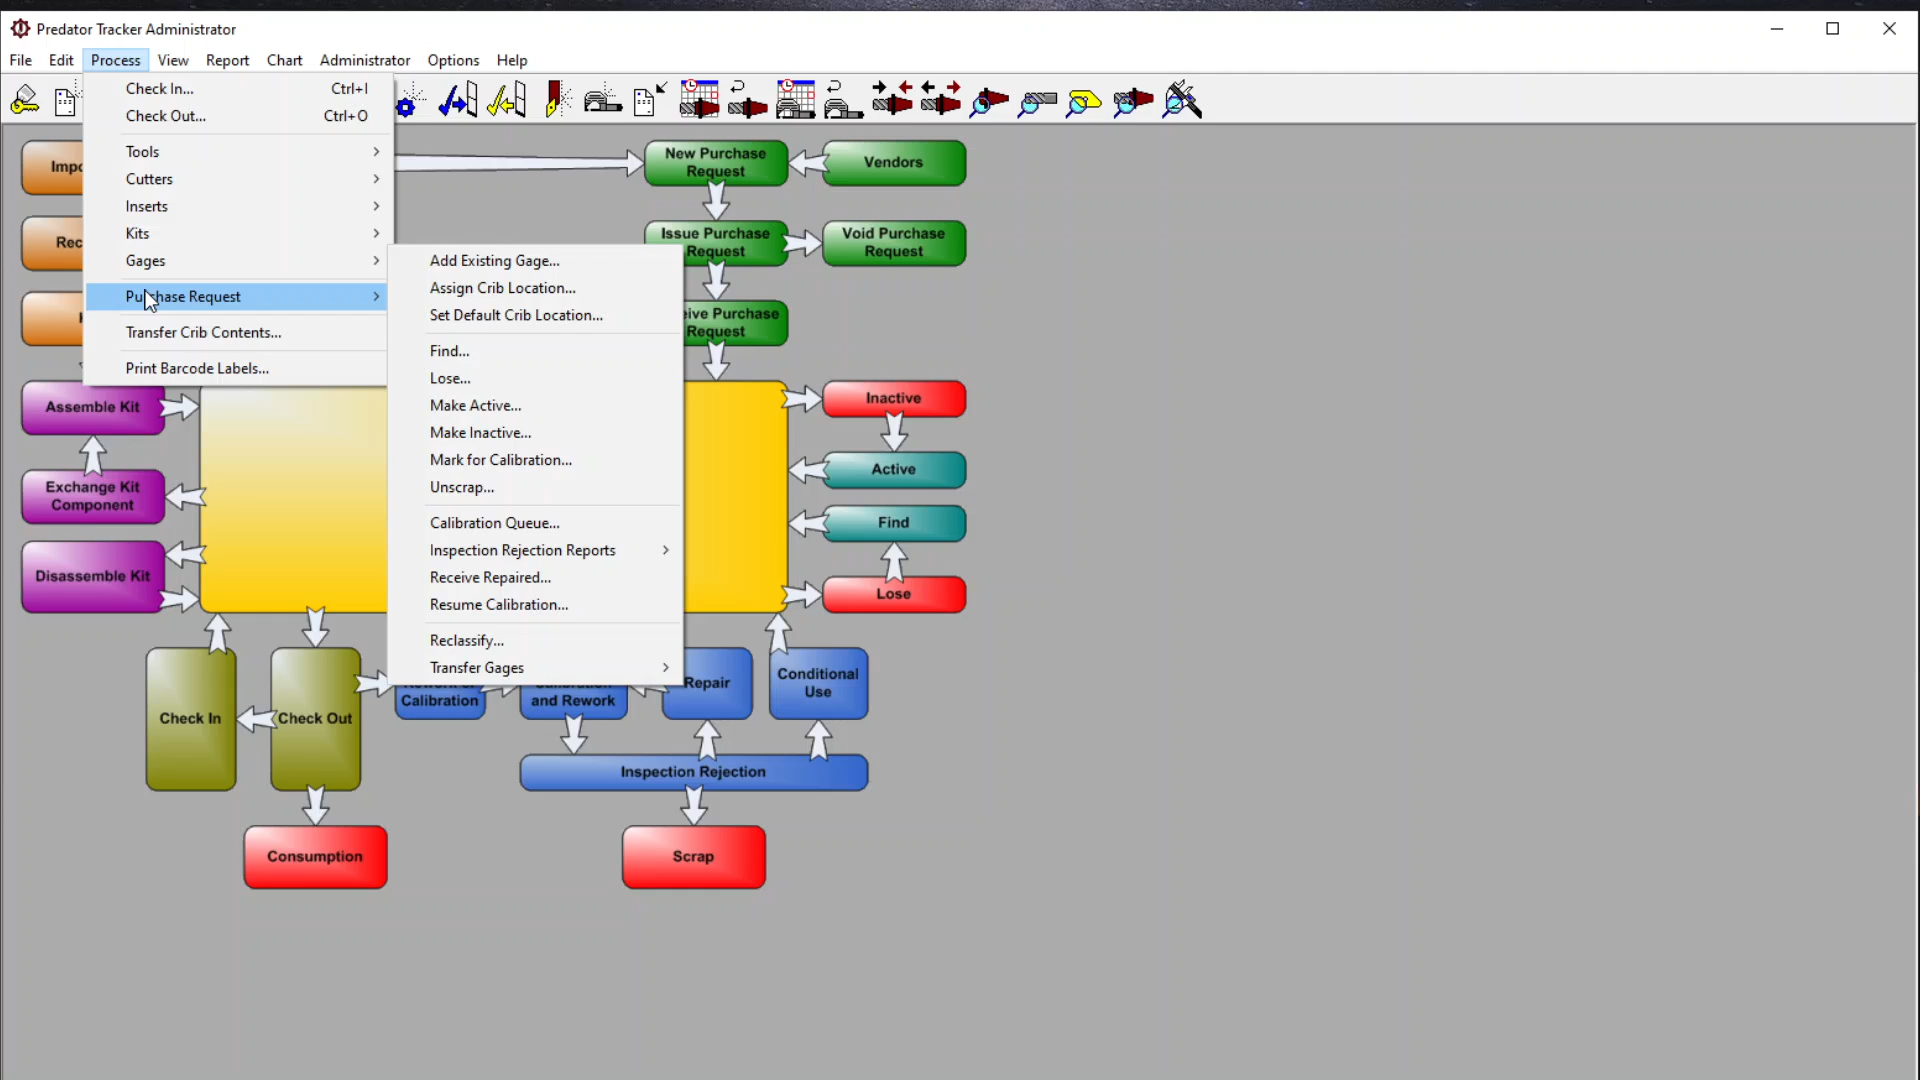 Predator Tracker Administrator
File Edit Process View Report Chart Administrator Options Help
Check In... Ctrl+I
Check Out... Ctrl+O
Tools
Cutters
Inserts
Kits
Gages
Purchase Request
Transfer Crib Contents...
Print Barcode Labels...
Add Existing Gage...
Assign Crib Location...
Set Default Crib Location...
Find...
Lose...
Make Active...
Make Inactive...
Mark for Calibration...
Unscrap...
Calibration Queue...
Inspection Rejection Reports
Receive Repaired...
Resume Calibration...
Reclassify...
Transfer Gages
Impo
Rec
New Purchase
Request
Vendors
Issue Purchase
Request
Void Purchase
Request
ive Purchase
Request
Assemble Kit
Exchange Kit
Component
Disassemble Kit
Inactive
Active
Find
Lose
Check In
Check Out
Calibration
and Rework
Repair
Conditional
Use
Inspection Rejection
Consumption
Scrap